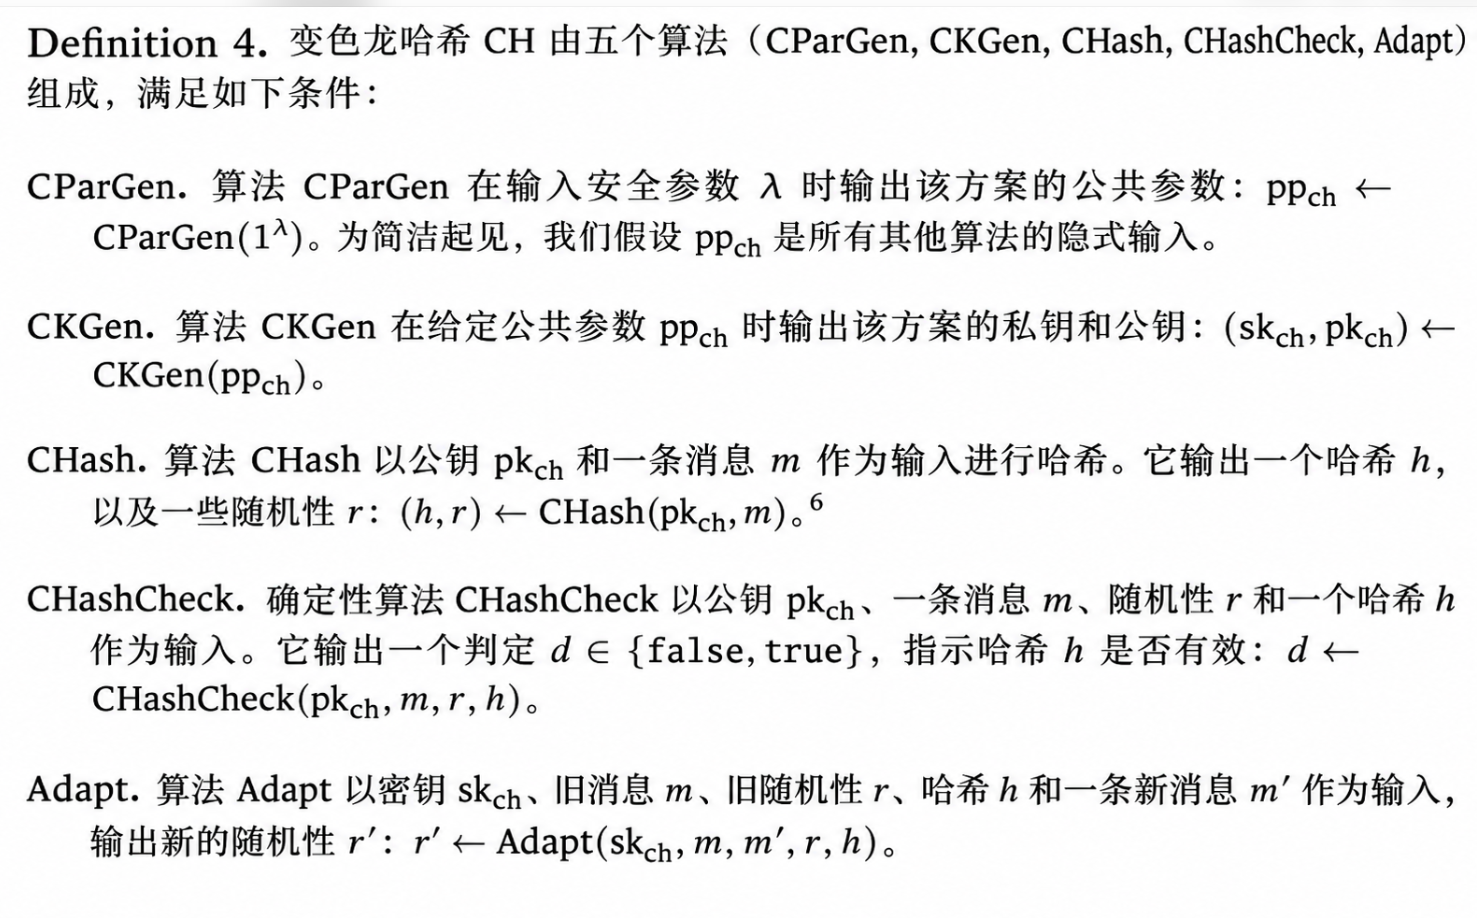 Definition 4. 变色龙哈希 CH 由五个算法（CParGen, CKGen, CHash, CHashCheck, Adapt）
组成，满足如下条件：
CParGen. 算法 CParGen 在输入安全参数 λ 时输出该方案的公共参数：pp_ch ←
CParGen(1^λ)。为简洁起见，我们假设 pp_ch 是所有其他算法的隐式输入。
CKGen. 算法 CKGen 在给定公共参数 pp_ch 时输出该方案的私钥和公钥：(sk_ch, pk_ch) ←
CKGen(pp_ch)。
CHash. 算法 CHash 以公钥 pk_ch 和一条消息 m 作为输入进行哈希。它输出一个哈希 h，
以及一些随机性 r：(h, r) ← CHash(pk_ch, m)。⁶
CHashCheck. 确定性算法 CHashCheck 以公钥 pk_ch、一条消息 m、随机性 r 和一个哈希 h
作为输入。它输出一个判定 d ∈ {false, true}，指示哈希 h 是否有效：d ←
CHashCheck(pk_ch, m, r, h)。
Adapt. 算法 Adapt 以密钥 sk_ch、旧消息 m、旧随机性 r、哈希 h 和一条新消息 m′ 作为输入，
输出新的随机性 r′：r′ ← Adapt(sk_ch, m, m′, r, h)。